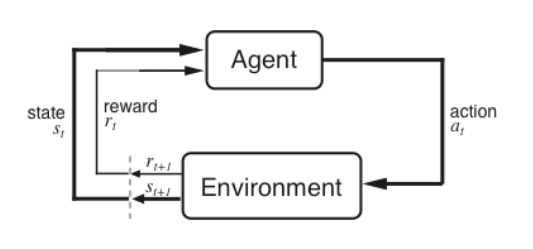 Agent
state
s_t
reward
r_t
action
a_t
r_{t+1}
s_{t+1}
Environment